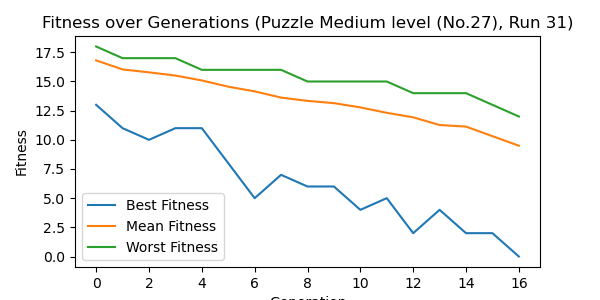 Fitness over Generations (Puzzle Medium level (No.27), Run 31)
17.5
15.0
12.5
10.0
7.5
5.0
2.5
0.0
Fitness
Best Fitness
Mean Fitness
Worst Fitness
0 2 4 6 8 10 12 14 16
Generation